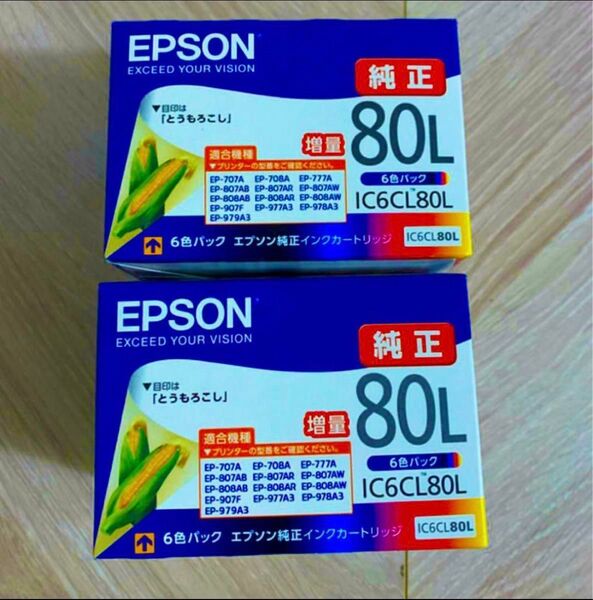 EPSON
EXCEED YOUR VISION
純正
▼目印は
「とうもろこし」
増量
80L
適合機種
▼プリンターの型番をご確認ください。
EP-707A EP-708A EP-777A
EP-807AB EP-807AR EP-807AW
EP-808AB EP-808AR EP-808AW
EP-907F EP-977A3 EP-978A3
EP-979A3
6色パック
IC6CL80L
6色パック エプソン純正インクカートリッジ
IC6CL80L
EPSON
EXCEED YOUR VISION
純正
▼目印は
「とうもろこし」
増量
80L
適合機種
▼プリンターの型番をご確認ください。
EP-707A EP-708A EP-777A
EP-807AB EP-807AR EP-807AW
EP-808AB EP-808AR EP-808AW
EP-907F EP-977A3 EP-978A3
EP-979A3
6色パック
IC6CL80L
6色パック エプソン純正インクカートリッジ
IC6CL80L